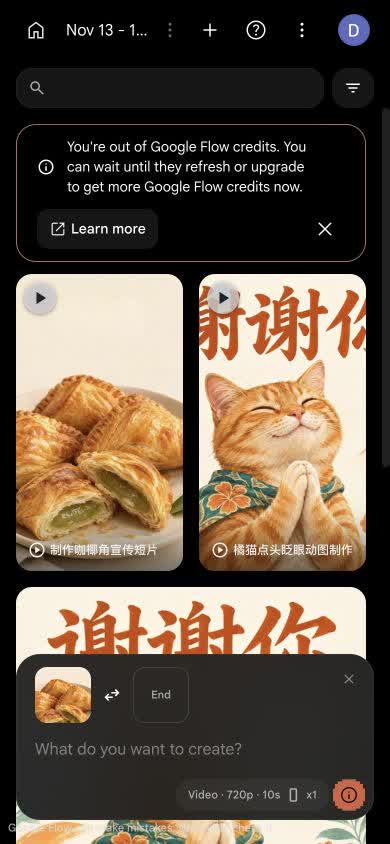 Nov 13 - 1...
D
You're out of Google Flow credits. You
can wait until they refresh or upgrade
to get more Google Flow credits now.
Learn more
谢谢你
制作咖椰角宣传短片
橘猫点头眨眼动图制作
谢谢你
End
What do you want to create?
Video · 720p · 10s
x1